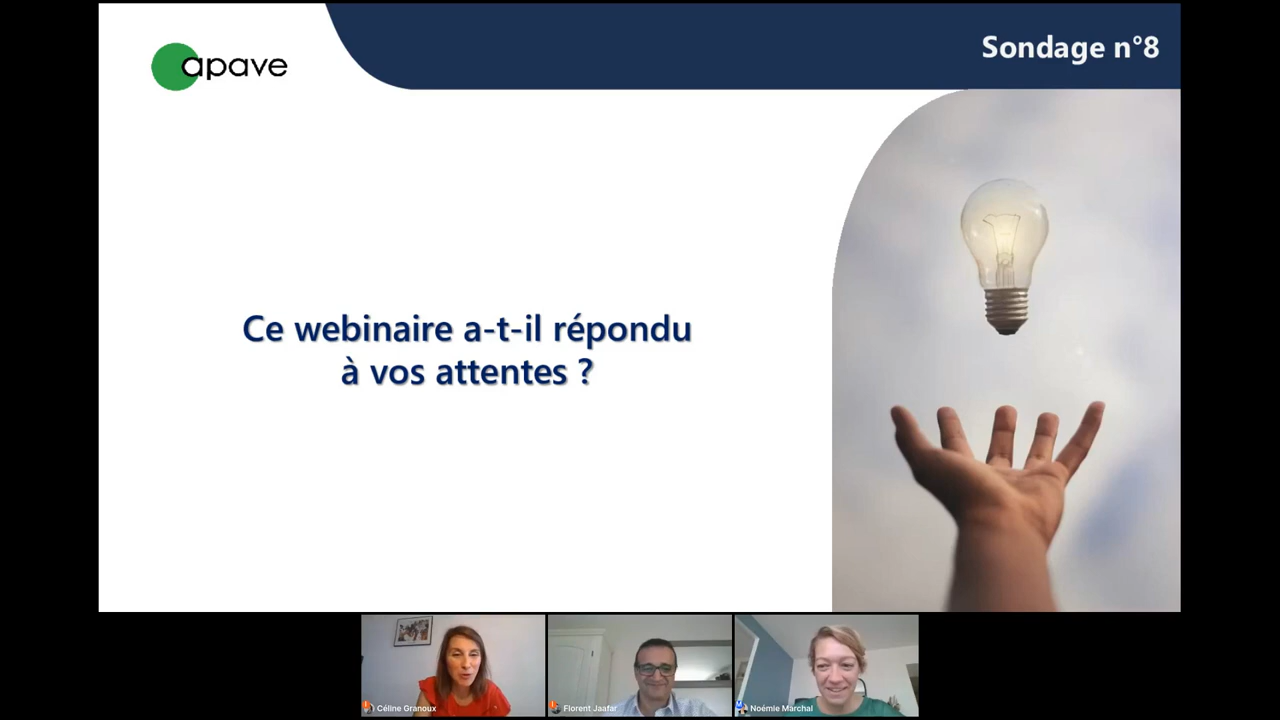 apave
Sondage n°8
Ce webinaire a-t-il répondu
à vos attentes ?
Céline Granoux
Florent Jaafar
Noémie Marchal